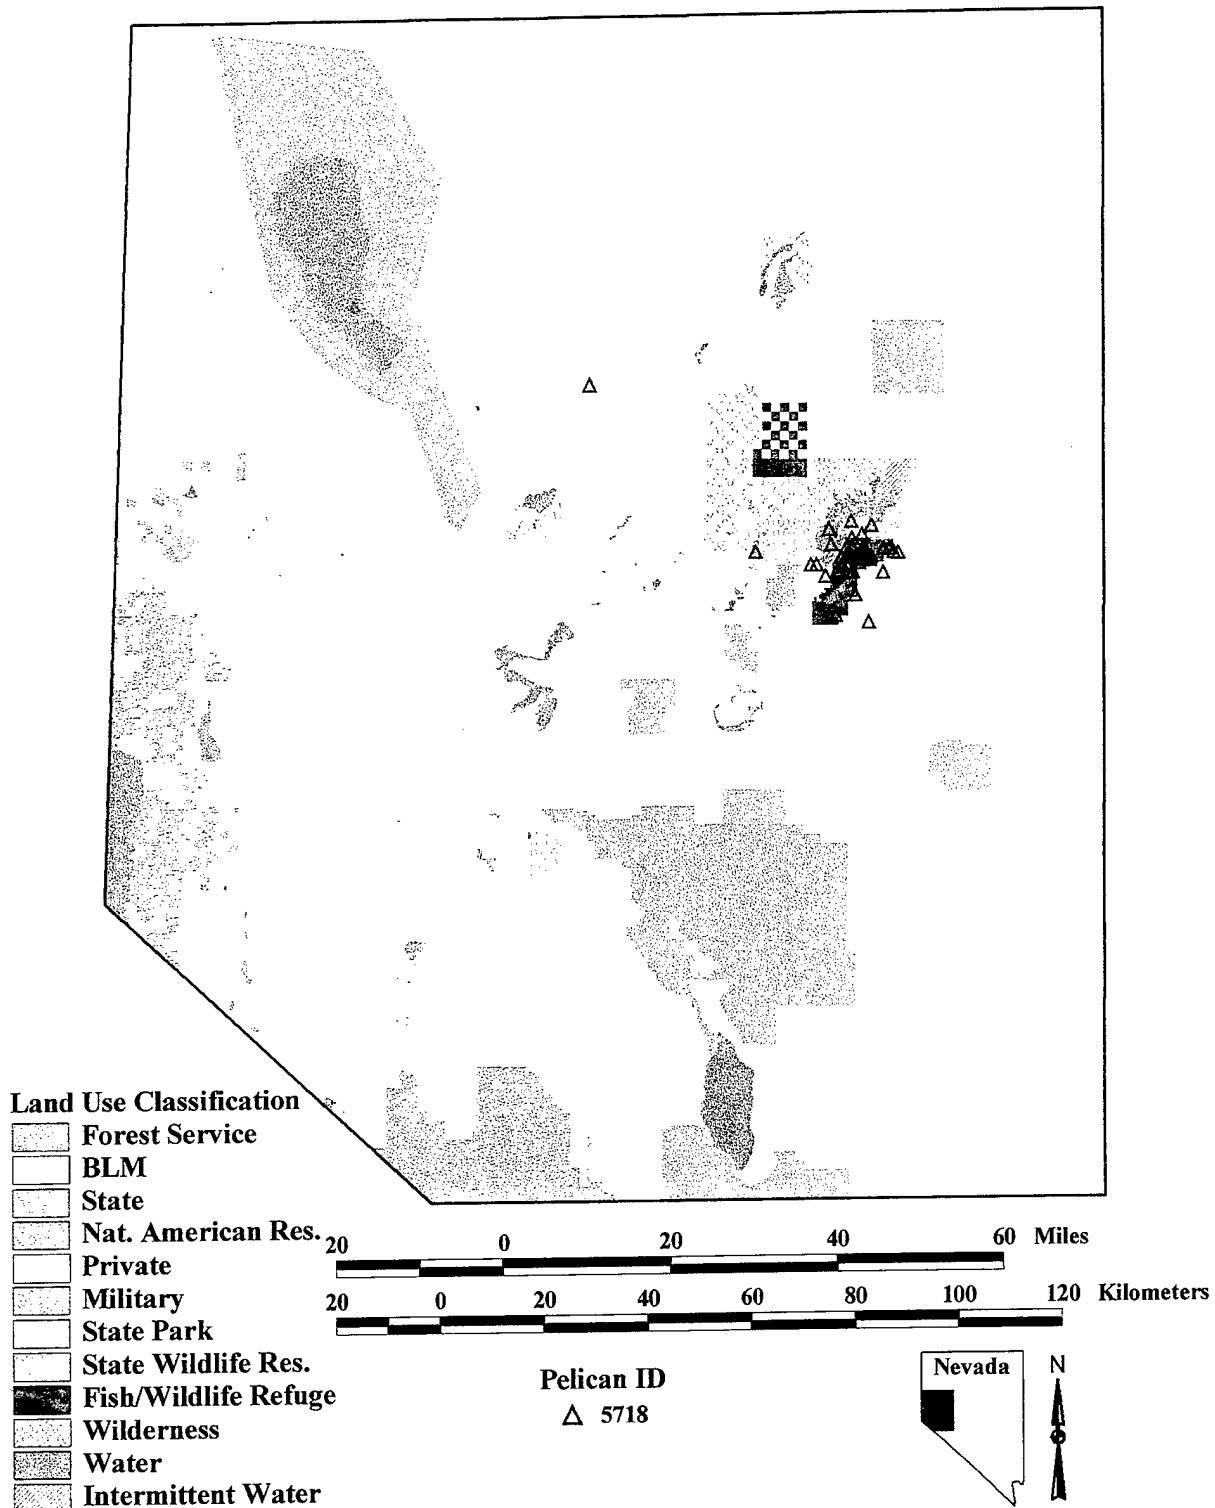 Land Use Classification
Forest Service
BLM
State
Nat. American Res.
Private
Military
State Park
State Wildlife Res.
Fish/Wildlife Refuge
Wilderness
Water
Intermittent Water
20 0 20 40 60 Miles
20 0 20 40 60 80 100 120 Kilometers
Pelican ID
5718
Nevada
N